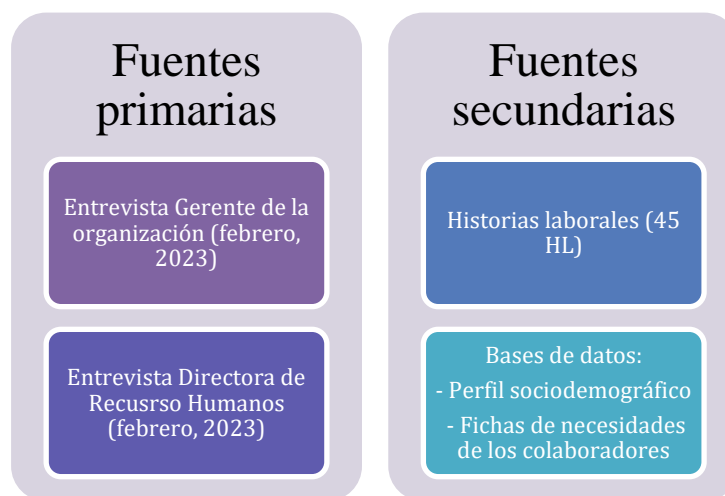 Fuentes
primarias
Entrevista Gerente de la
organización (febrero,
2023)
Entrevista Directora de
Recusrso Humanos
(febrero, 2023)
Fuentes
secundarias
Historias laborales (45
HL)
Bases de datos:
- Perfil sociodemográfico
- Fichas de necesidades
de los colaboradores